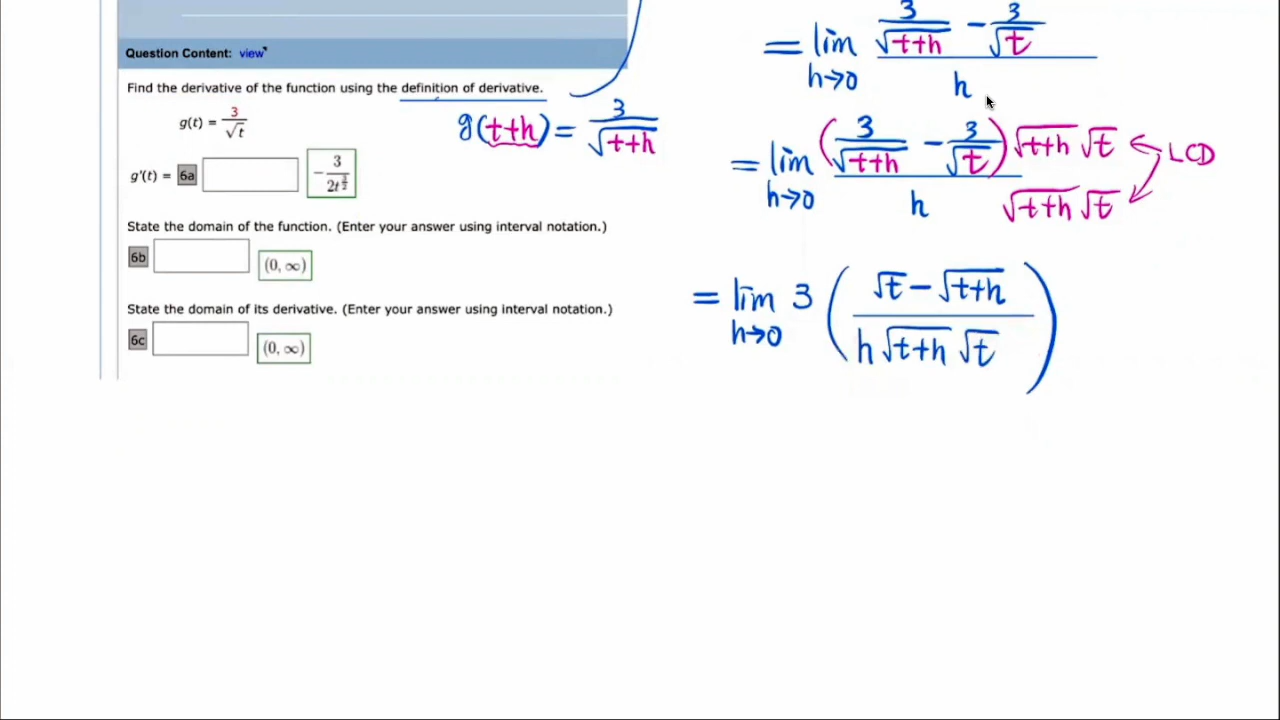 Question Content: view
Find the derivative of the function using the definition of derivative.
g(t) = 3/√t
g(t+h) = 3/√(t+h)
g'(t) = 6a -3/(2t^(3/2))
State the domain of the function. (Enter your answer using interval notation.)
6b (0, ∞)
State the domain of its derivative. (Enter your answer using interval notation.)
6c (0, ∞)
= lim h→0 (3/√(t+h) − 3/√t)/h
= lim h→0 (3/√(t+h) − 3/√t)/h √(t+h) √t / √(t+h) √t ← LCD
= lim h→0 3 ((√t − √(t+h))/(h √(t+h) √t))